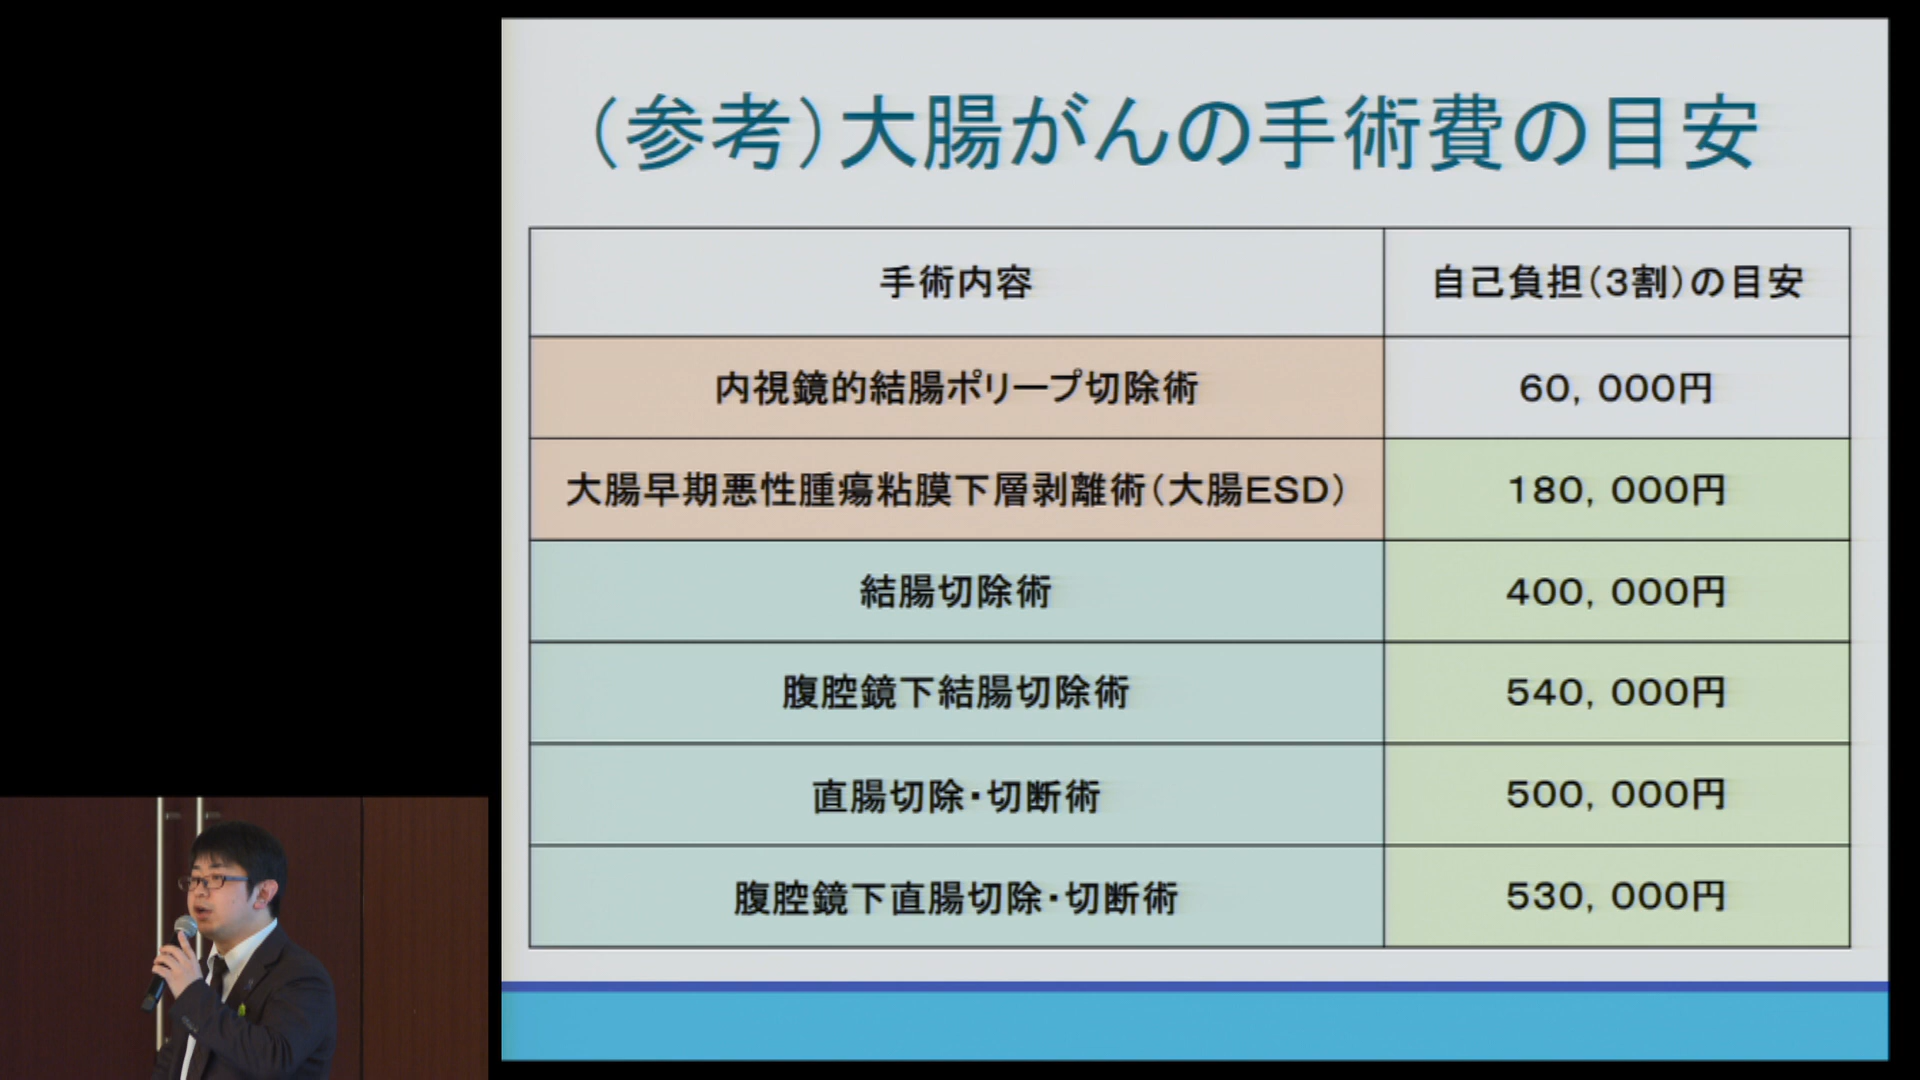 （参考）大腸がんの手術費の目安
手術内容 自己負担（3割）の目安
内視鏡的結腸ポリープ切除術 60，000円
大腸早期悪性腫瘍粘膜下層剥離術（大腸ESD） 180，000円
結腸切除術 400，000円
腹腔鏡下結腸切除術 540，000円
直腸切除・切断術 500，000円
腹腔鏡下直腸切除・切断術 530，000円